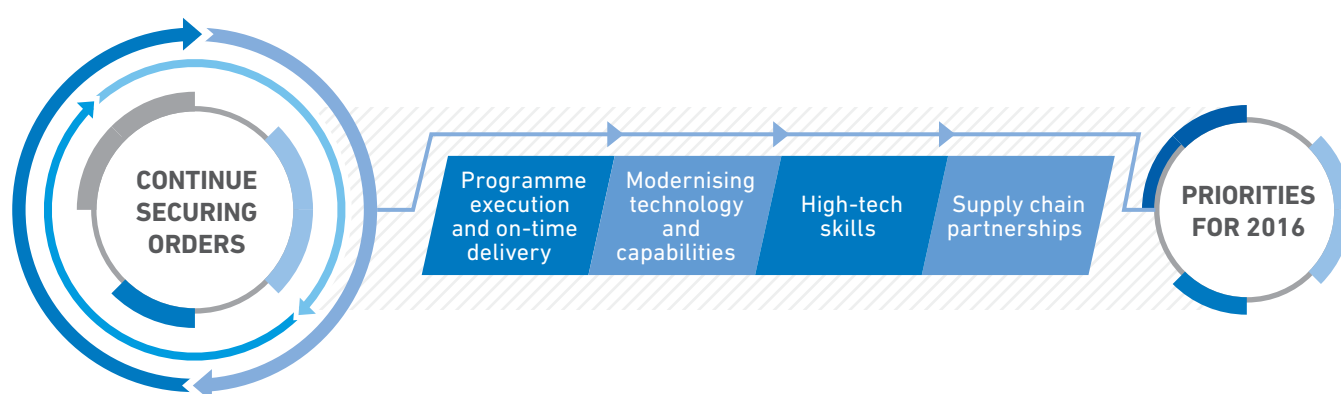 CONTINUE
SECURING
ORDERS
Programme
execution
and on-time
delivery
Modernising
technology
and
capabilities
High-tech
skills
Supply chain
partnerships
PRIORITIES
FOR 2016